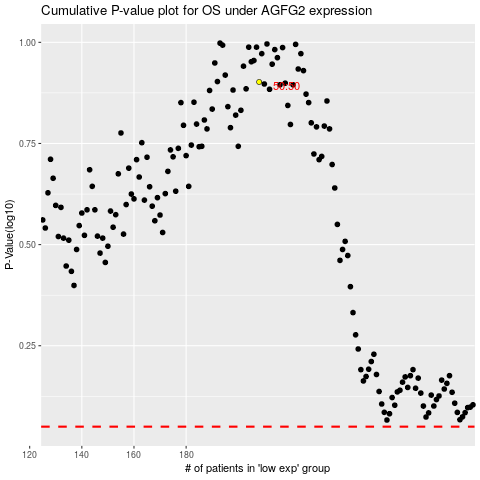 Cumulative P-value plot for OS under AGFG2 expression
P-Value(log10)
1.00
0.75
0.50
0.25
50:50
120 140 160 180
# of patients in 'low exp' group